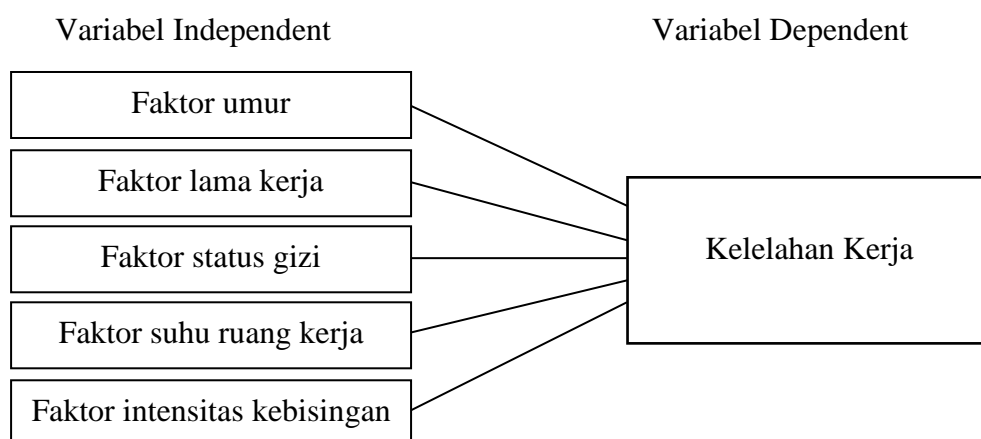 Variabel Independent
Variabel Dependent
Faktor umur
Faktor lama kerja
Faktor status gizi
Faktor suhu ruang kerja
Faktor intensitas kebisingan
Kelelahan Kerja